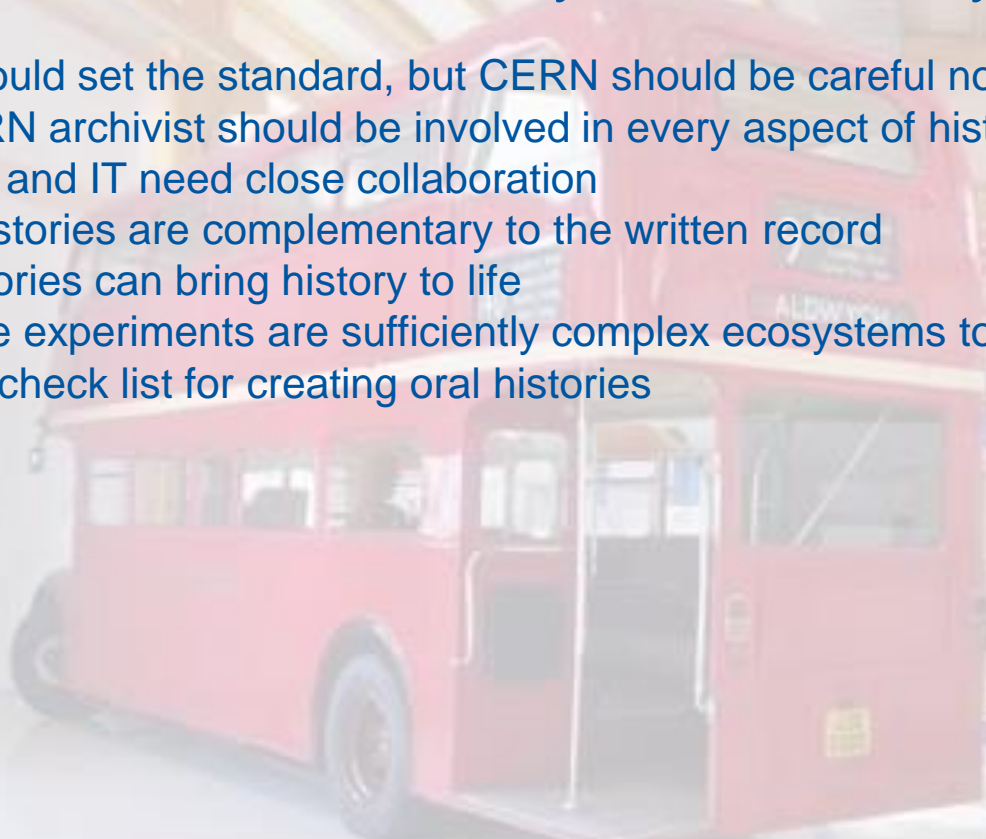 ould set the standard, but CERN should be careful no
RN archivist should be involved in every aspect of hist
and IT need close collaboration
stories are complementary to the written record
ories can bring history to life
e experiments are sufficiently complex ecosystems to
check list for creating oral histories
ALDWYCH